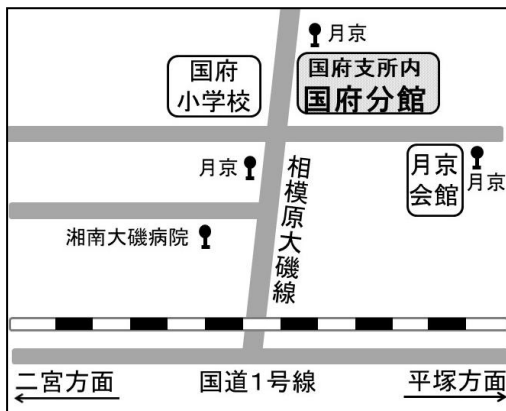 月京
国府
小学校
国府支所内
国府分館
月京
月京
会館
月京
相模原大磯線
湘南大磯病院
二宮方面
国道1号線
平塚方面